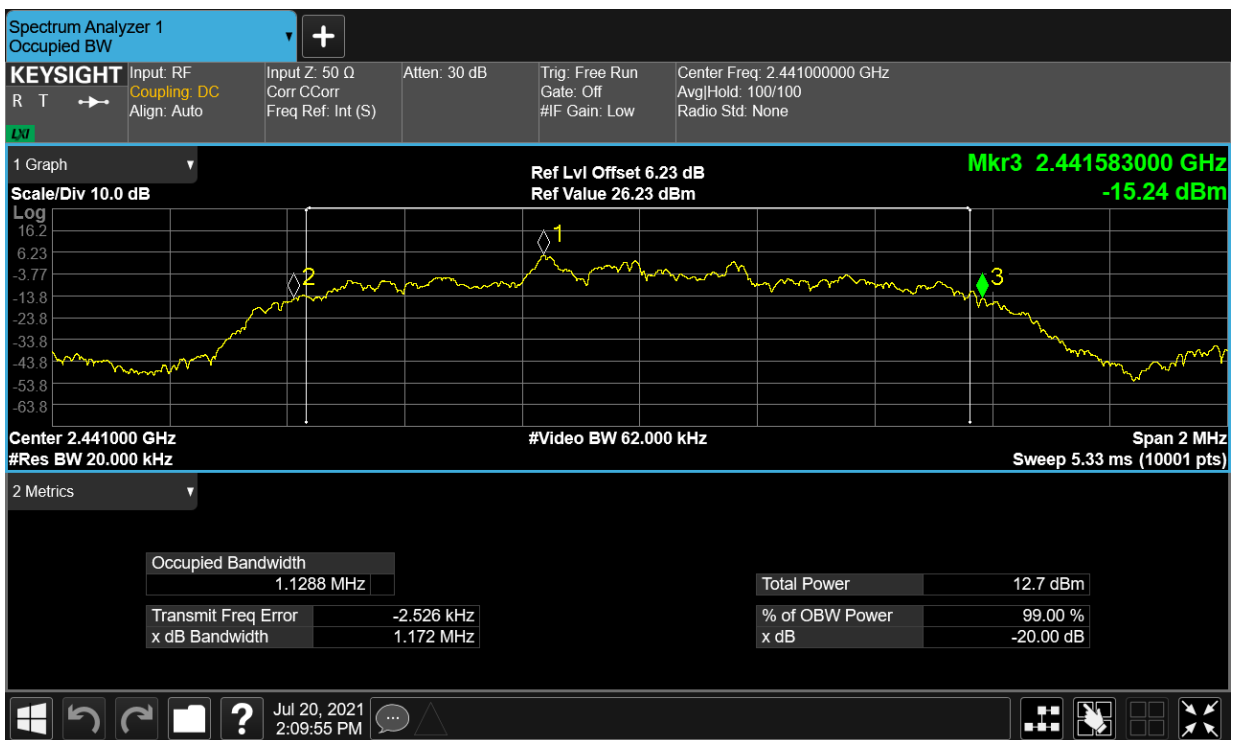 Spectrum Analyzer 1
Occupied BW
▼
+
KEYSIGHT
R T
LXI
Input: RF
Coupling: DC
Align: Auto
Input Z: 50 Ω
Corr CCorr
Freq Ref: Int (S)
Atten: 30 dB
Trig: Free Run
Gate: Off
#IF Gain: Low
Center Freq: 2.441000000 GHz
Avg|Hold: 100/100
Radio Std: None
1 Graph ▼
Scale/Div 10.0 dB
Ref Lvl Offset 6.23 dB
Ref Value 26.23 dBm
Mkr3 2.441583000 GHz
-15.24 dBm
Log
16.2
6.23
-3.77
-13.8
-23.8
-33.8
-43.8
-53.8
-63.8
1
2
3
Center 2.441000 GHz
#Res BW 20.000 kHz
#Video BW 62.000 kHz
Span 2 MHz
Sweep 5.33 ms (10001 pts)
2 Metrics ▼
Occupied Bandwidth
1.1288 MHz
Transmit Freq Error -2.526 kHz
x dB Bandwidth 1.172 MHz
Total Power 12.7 dBm
% of OBW Power 99.00 %
x dB -20.00 dB
?
Jul 20, 2021
2:09:55 PM